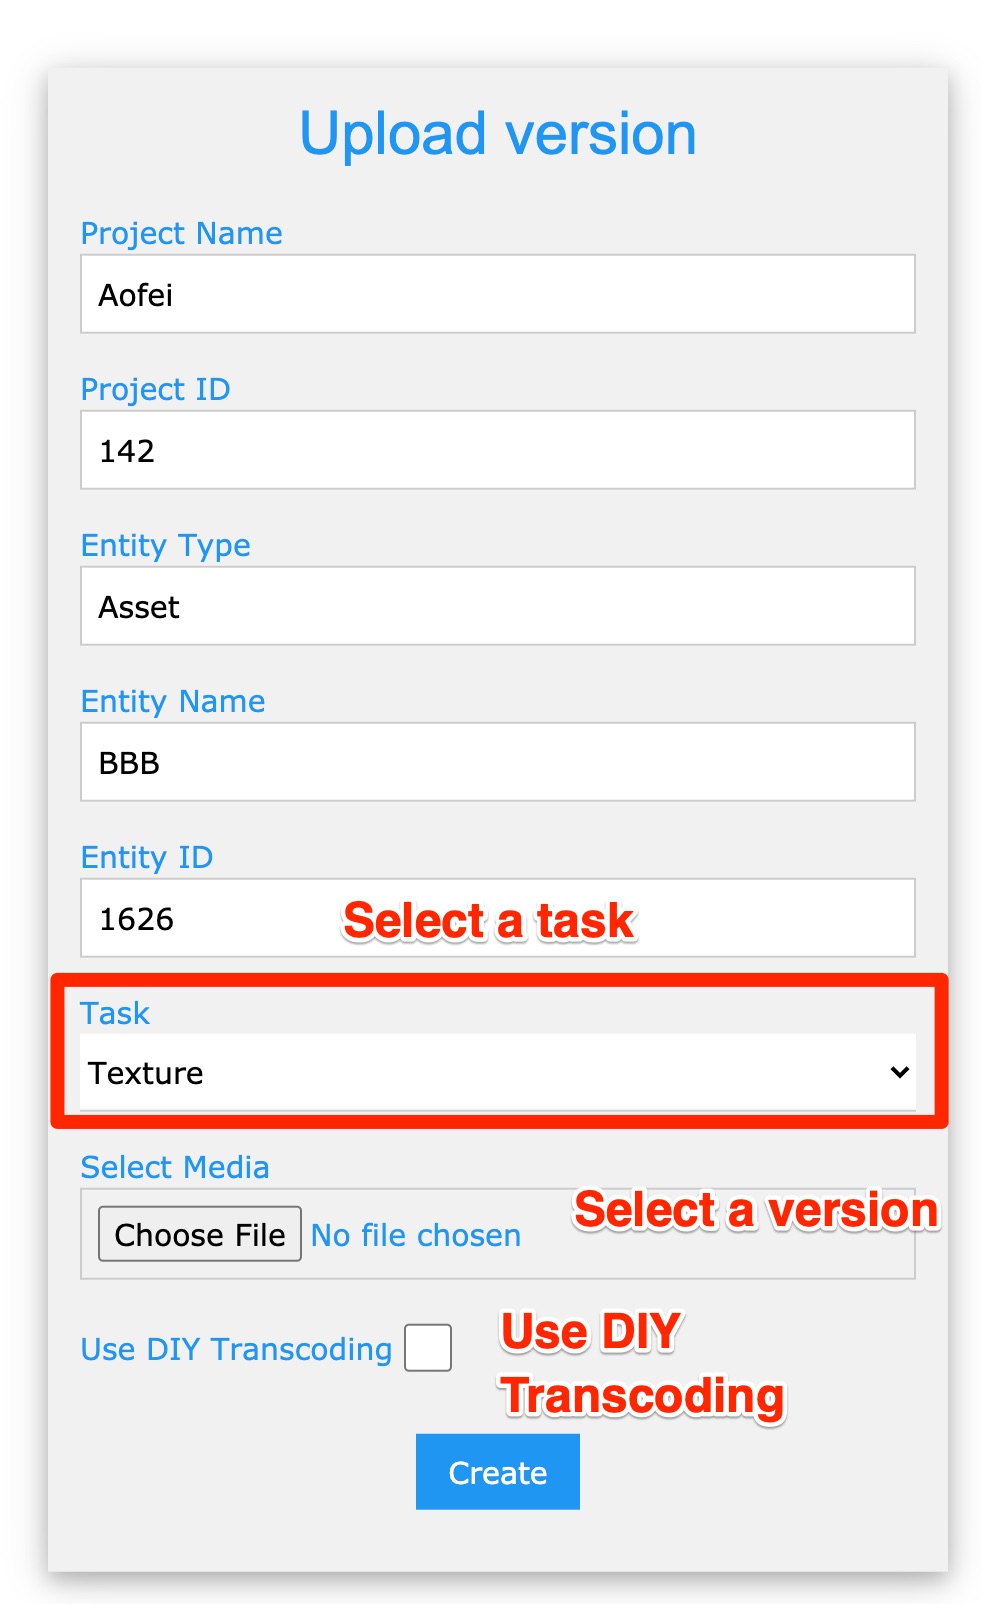 Upload version
Project Name
Aofei
Project ID
142
Entity Type
Asset
Entity Name
BBB
Entity ID
1626
Select a task
Task
Texture
Select Media
Choose File No file chosen
Select a version
Use DIY Transcoding
Use DIY
Transcoding
Create